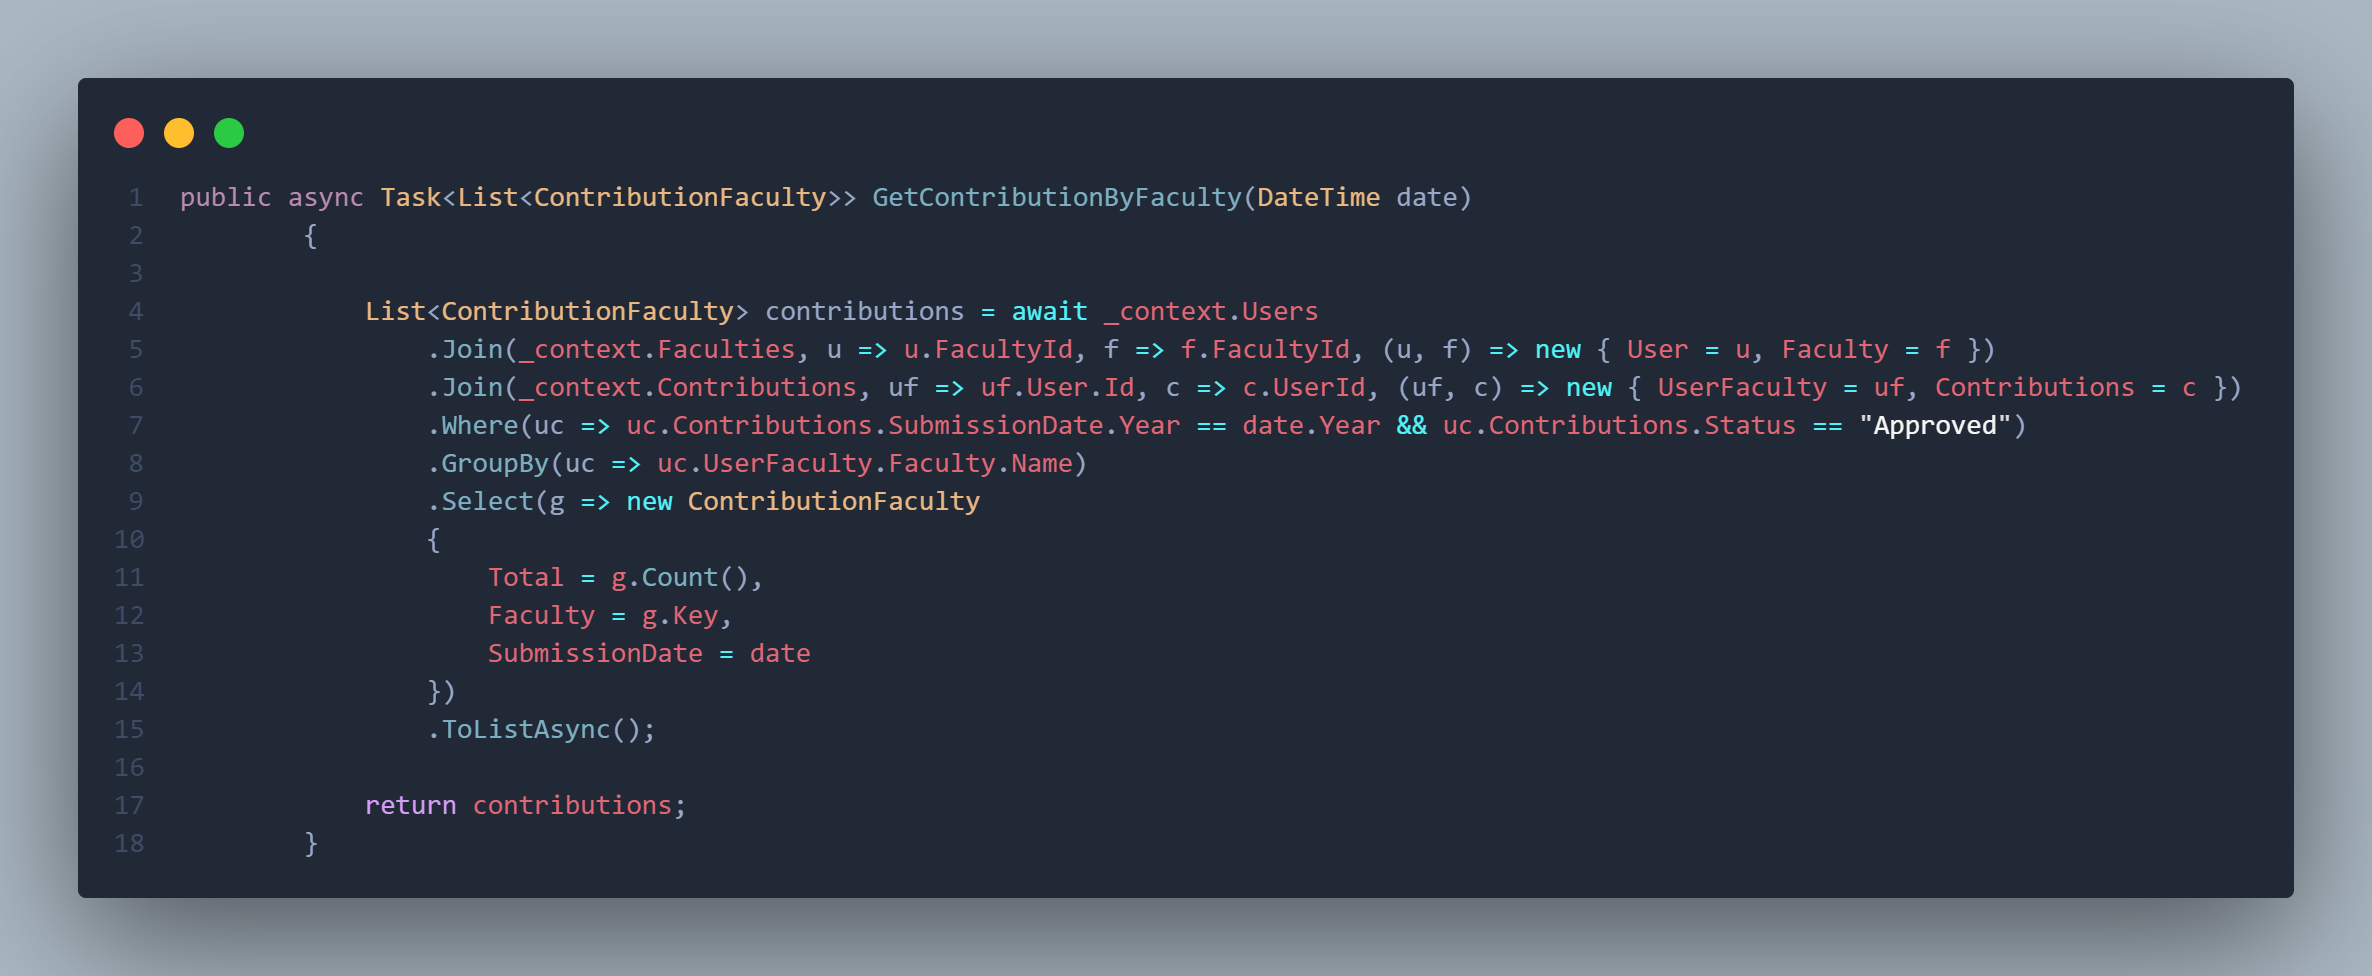 1 public async Task<List<ContributionFaculty>> GetContributionByFaculty(DateTime date)
2         {
3
4             List<ContributionFaculty> contributions = await _context.Users
5                 .Join(_context.Faculties, u => u.FacultyId, f => f.FacultyId, (u, f) => new { User = u, Faculty = f })
6                 .Join(_context.Contributions, uf => uf.User.Id, c => c.UserId, (uf, c) => new { UserFaculty = uf, Contributions = c })
7                 .Where(uc => uc.Contributions.SubmissionDate.Year == date.Year && uc.Contributions.Status == "Approved")
8                 .GroupBy(uc => uc.UserFaculty.Faculty.Name)
9                 .Select(g => new ContributionFaculty
10                 {
11                     Total = g.Count(),
12                     Faculty = g.Key,
13                     SubmissionDate = date
14                 })
15                 .ToListAsync();
16
17             return contributions;
18         }